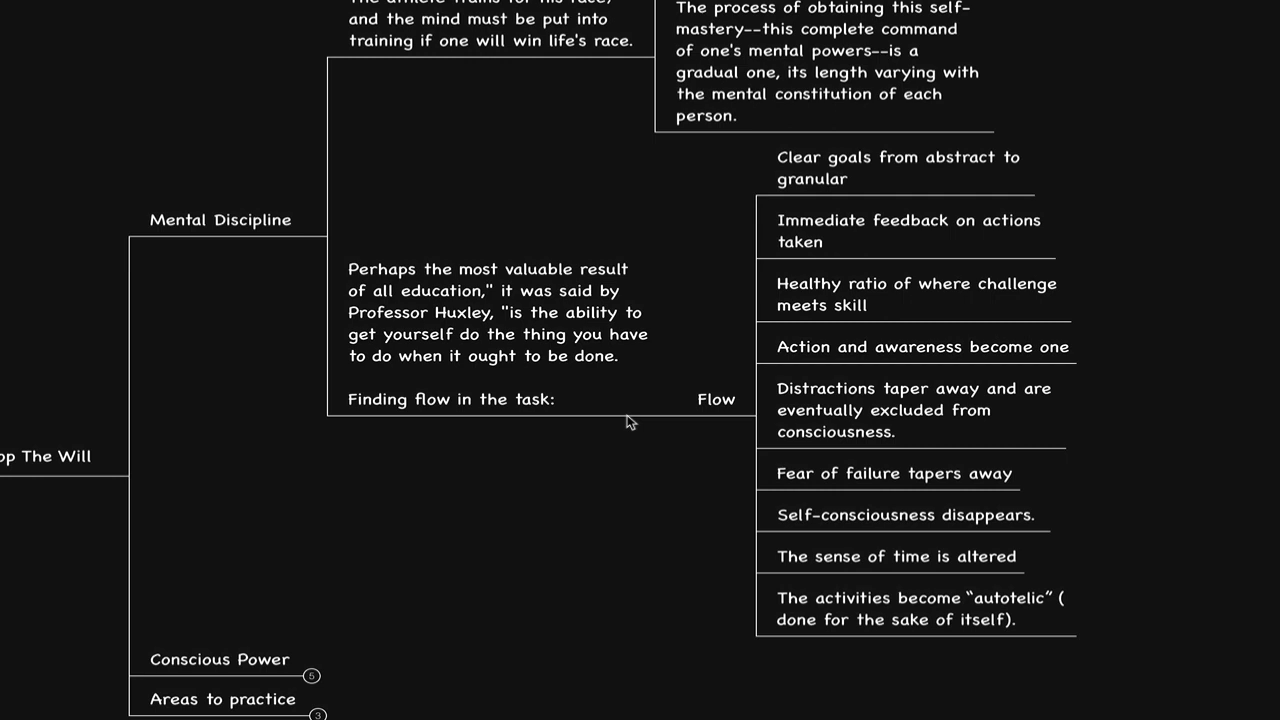 and the mind must be put into
training if one will win life's race.
The process of obtaining this self-
mastery--this complete command
of one's mental powers--is a
gradual one, its length varying with
the mental constitution of each
person.
Mental Discipline
Perhaps the most valuable result
of all education," it was said by
Professor Huxley, "is the ability to
get yourself do the thing you have
to do when it ought to be done.
Finding flow in the task:
Flow
Clear goals from abstract to
granular
Immediate feedback on actions
taken
Healthy ratio of where challenge
meets skill
Action and awareness become one
Distractions taper away and are
eventually excluded from
consciousness.
Fear of failure tapers away
Self-consciousness disappears.
The sense of time is altered
The activities become “autotelic” (
done for the sake of itself).
op The Will
Conscious Power
5
Areas to practice
3